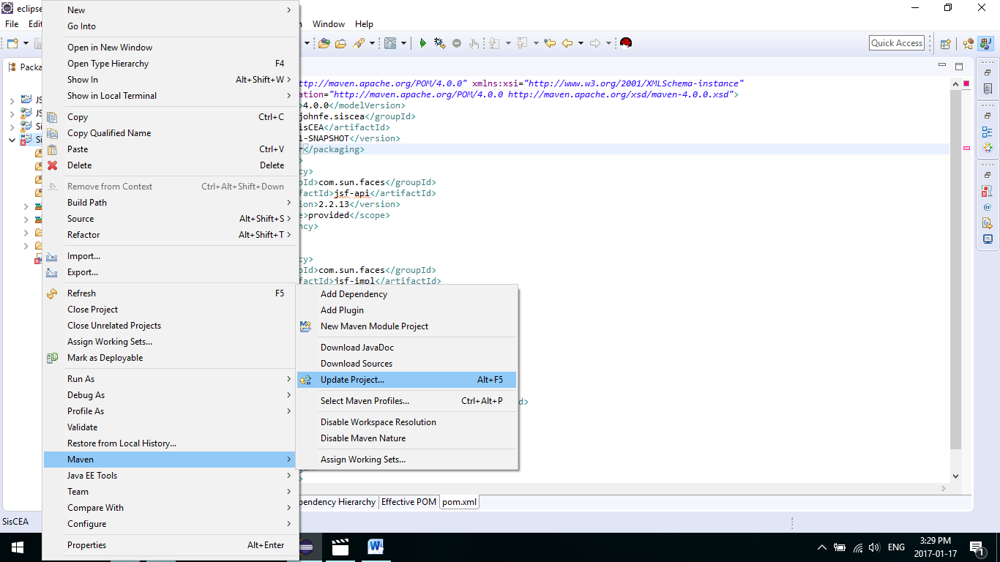 eclipse
File Edit Window Help
Quick Access
Packa
JS
JS
Si
Si
New
Go Into
Open in New Window
Open Type Hierarchy F4
Show In Alt+Shift+W
Show in Local Terminal
Copy Ctrl+C
Copy Qualified Name
Paste Ctrl+V
Delete Delete
Remove from Context Ctrl+Alt+Shift+Down
Build Path
Source Alt+Shift+S
Refactor Alt+Shift+T
Import...
Export...
Refresh F5
Close Project
Close Unrelated Projects
Assign Working Sets...
Mark as Deployable
Run As
Debug As
Profile As
Validate
Restore from Local History...
Maven
Java EE Tools
Team
Compare With
Configure
Properties Alt+Enter
ttp://maven.apache.org/POM/4.0.0" xmlns:xsi="http://www.w3.org/2001/XMLSchema-instance"
ation="http://maven.apache.org/POM/4.0.0 http://maven.apache.org/xsd/maven-4.0.0.xsd">
>4.0.0</modelVersion>
johnfe.siscea</groupId>
isCEA</artifactId>
1-SNAPSHOT</version>
r</packaging>
>
cy>
pId>com.sun.faces</groupId>
factId>jsf-api</artifactId>
ion>2.2.13</version>
e>provided</scope>
ncy>
cy>
pId>com.sun.faces</groupId>
factId>jsf-impl</artifactId>
Add Dependency
Add Plugin
New Maven Module Project
Download JavaDoc
Download Sources
Update Project... Alt+F5
Select Maven Profiles... Ctrl+Alt+P
Disable Workspace Resolution
Disable Maven Nature
Assign Working Sets...
d>
>
pendency Hierarchy Effective POM pom.xml
SisCEA
ENG
3:29 PM
2017-01-17
1